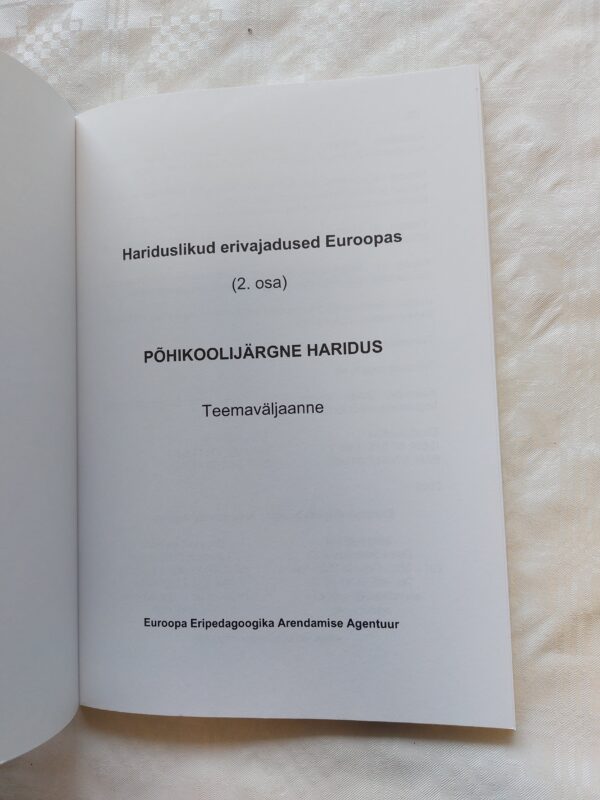 Hariduslikud erivajadused Euroopas
(2. osa)
PÕHIKOOLIJÄRGNE HARIDUS
Teemaväljaanne
Euroopa Eripedagoogika Arendamise Agentuur